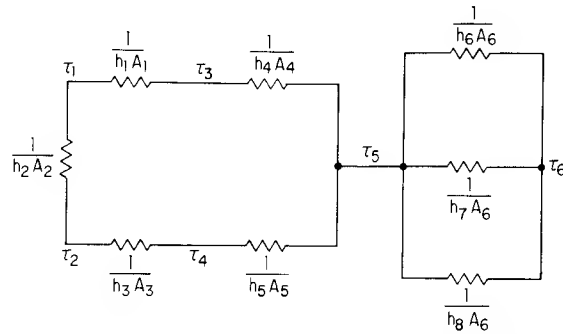 1/(h₁A₁)
1/(h₄A₄)
1/(h₆A₆)
τ₁
τ₃
1/(h₂A₂)
τ₅
τ₆
1/(h₇A₆)
τ₂
τ₄
1/(h₃A₃)
1/(h₅A₅)
1/(h₈A₆)